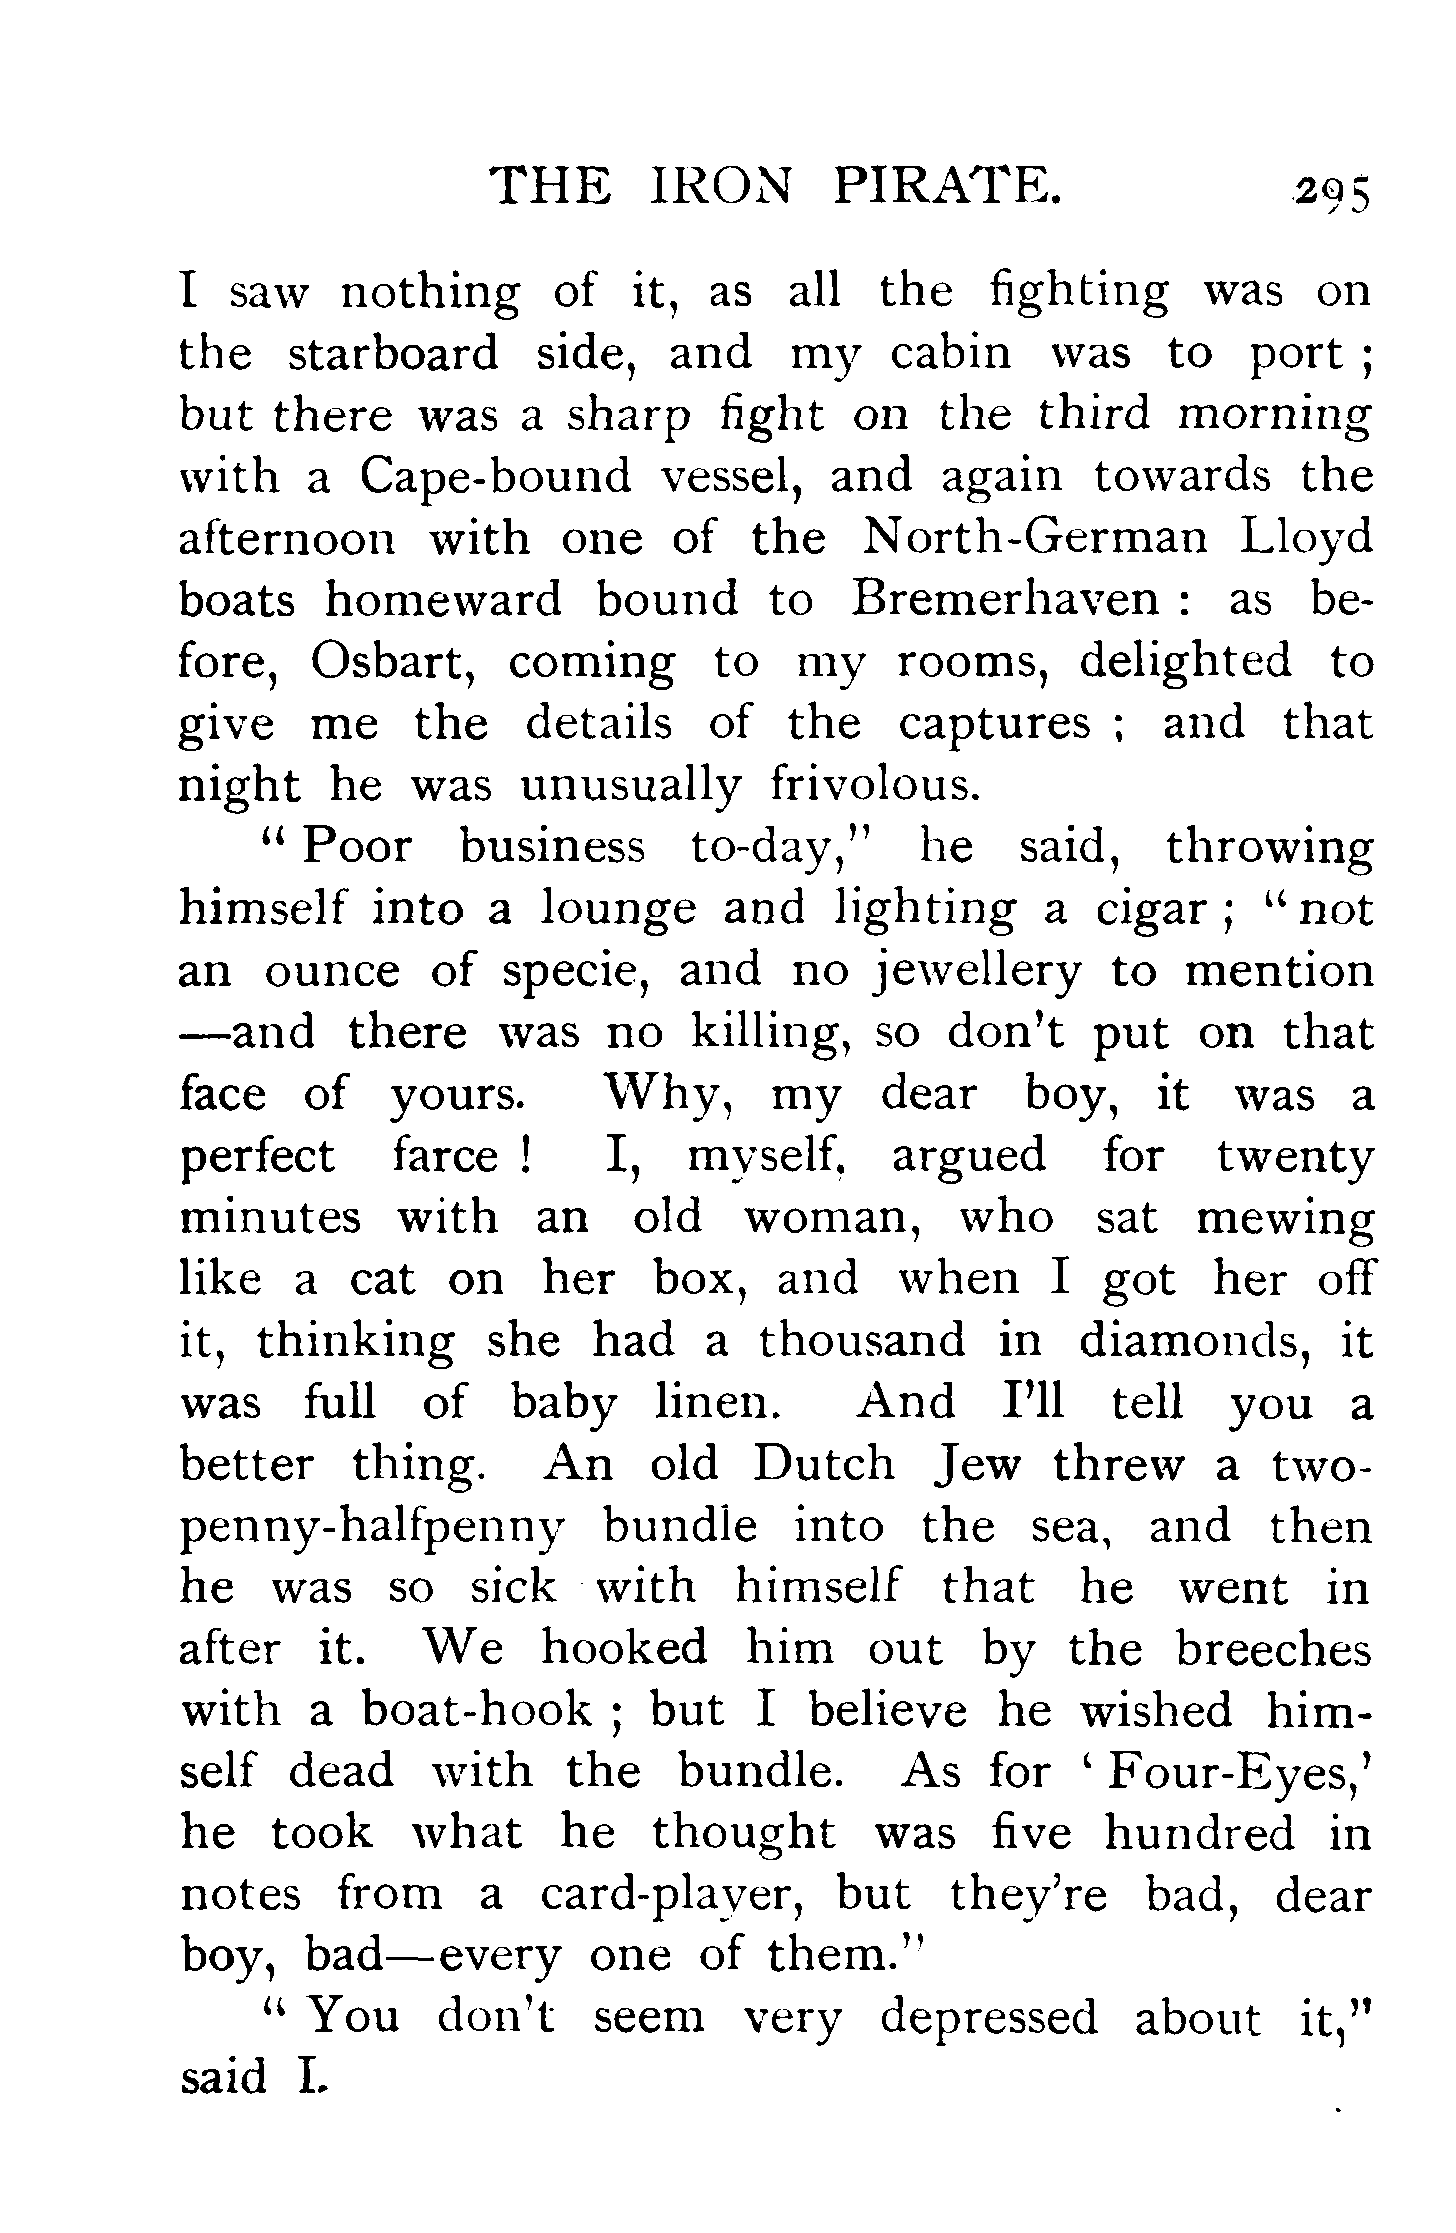 THE IRON PIRATE. 295
I saw nothing of it, as all the fighting was on
the starboard side, and my cabin was to port ;
but there was a sharp fight on the third morning
with a Cape-bound vessel, and again towards the
afternoon with one of the North-German Lloyd
boats homeward bound to Bremerhaven : as be-
fore, Osbart, coming to my rooms, delighted to
give me the details of the captures ; and that
night he was unusually frivolous.
“ Poor business to-day,” he said, throwing
himself into a lounge and lighting a cigar ; “ not
an ounce of specie, and no jewellery to mention
—and there was no killing, so don’t put on that
face of yours. Why, my dear boy, it was a
perfect farce ! I, myself, argued for twenty
minutes with an old woman, who sat mewing
like a cat on her box, and when I got her off
it, thinking she had a thousand in diamonds, it
was full of baby linen. And I’ll tell you a
better thing. An old Dutch Jew threw a two-
penny-halfpenny bundle into the sea, and then
he was so sick with himself that he went in
after it. We hooked him out by the breeches
with a boat-hook ; but I believe he wished him-
self dead with the bundle. As for ‘ Four-Eyes,’
he took what he thought was five hundred in
notes from a card-player, but they’re bad, dear
boy, bad—every one of them.”
“ You don’t seem very depressed about it,”
said I.